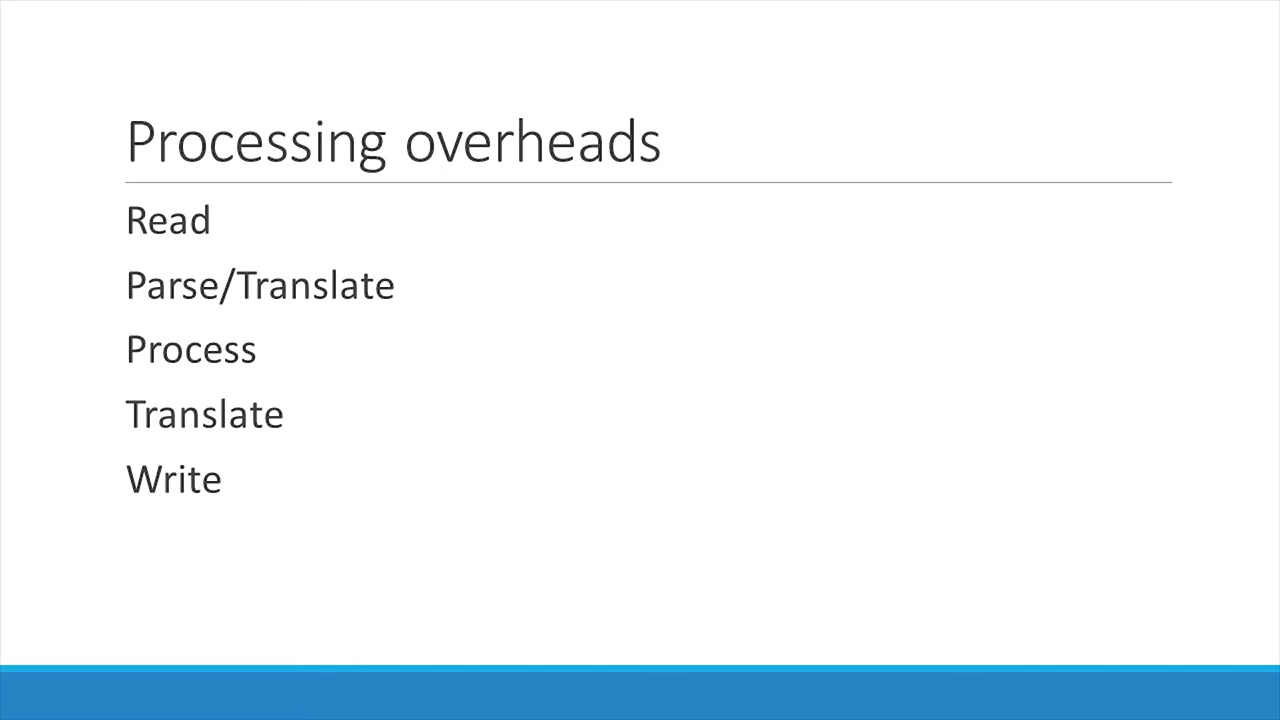 Processing overheads
Read
Parse/Translate
Process
Translate
Write